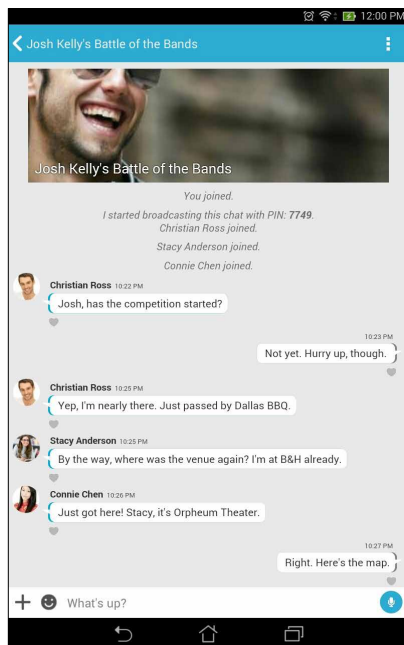 12:00 PM
Josh Kelly's Battle of the Bands
Josh Kelly's Battle of the Bands
You joined.
I started broadcasting this chat with PIN: 7749.
Christian Ross joined.
Stacy Anderson joined.
Connie Chen joined.
Christian Ross 10:22 PM
Josh, has the competition started?
10:23 PM
Not yet. Hurry up, though.
Christian Ross 10:25 PM
Yep, I'm nearly there. Just passed by Dallas BBQ.
Stacy Anderson 10:25 PM
By the way, where was the venue again? I'm at B&H already.
Connie Chen 10:26 PM
Just got here! Stacy, it's Orpheum Theater.
10:27 PM
Right. Here's the map.
What's up?